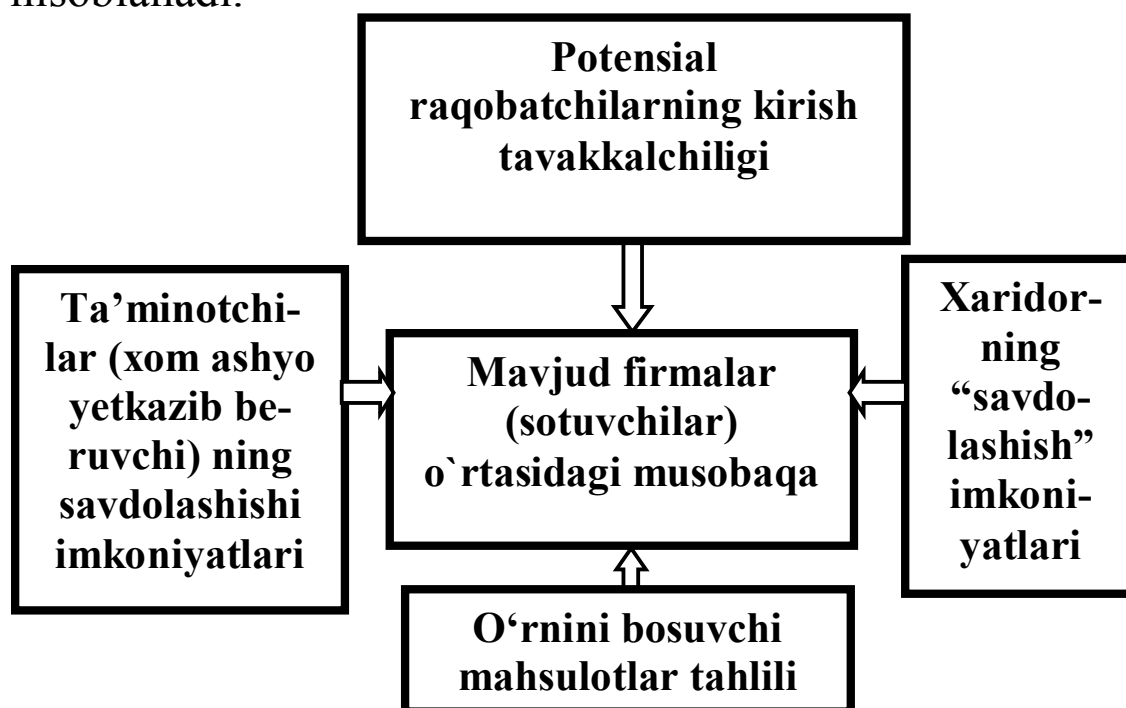 Potensial
raqobatchilarning kirish
tavakkalchiligi
Ta’minotchi-
lar (xom ashyo
yetkazib be-
ruvchi) ning
savdolashishi
imkoniyatlari
Mavjud firmalar
(sotuvchilar)
o`rtasidagi musobaqa
Xaridor-
ning
“savdo-
lashish”
imkoni-
yatlari
O‘rnini bosuvchi
mahsulotlar tahlili